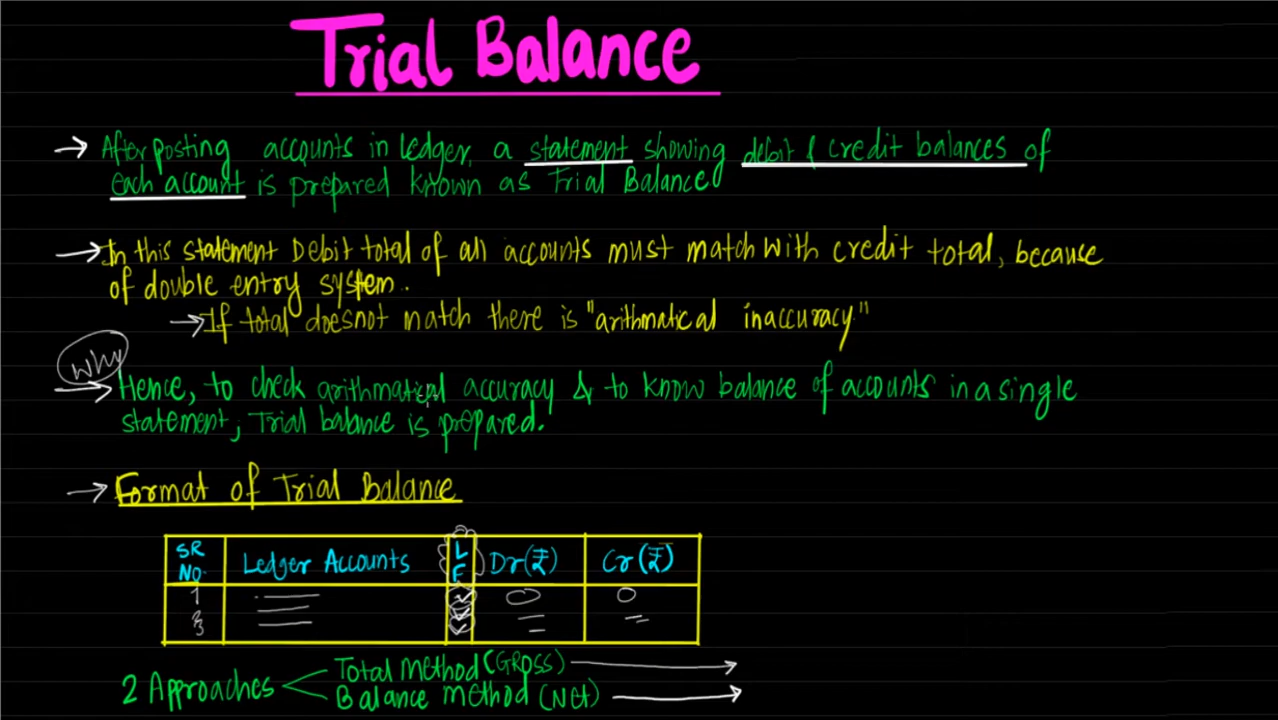 Trial Balance
→ After posting accounts in ledger, a statement showing debit & credit balances of
each account is prepared known as Trial Balance
→ In this statement Debit total of all accounts must match with credit total, because
of double entry system.
→ If total doesnot match there is "arithmatical inaccuracy"
Why
→ Hence, to check arithmatical accuracy & to know balance of accounts in a single
statement, Trial balance is prepared.
→ Format of Trial Balance
SR NO. Ledger Accounts LF Dr(₹) Cr(₹)
1
2
3
2 Approaches
Total method (GROSS) →
Balance method (Net) →